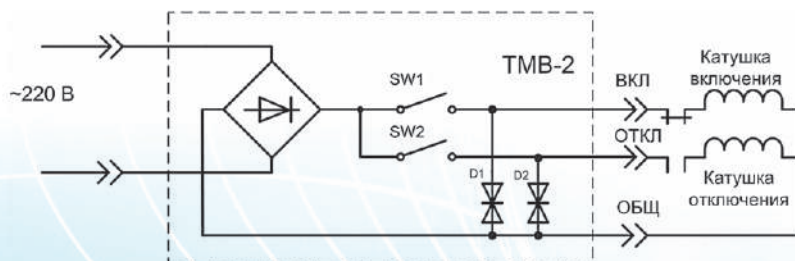 ~220 В
ТМВ-2
SW1
SW2
D1
D2
ВКЛ
ОТКЛ
ОБЩ
Катушка
включения
Катушка
отключения